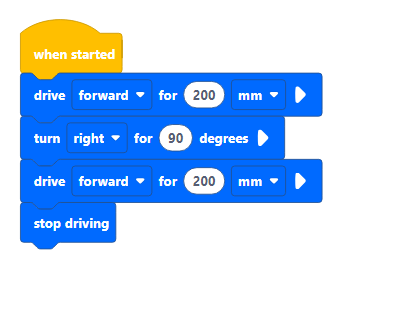 when started
drive forward for 200 mm
turn right for 90 degrees
drive forward for 200 mm
stop driving